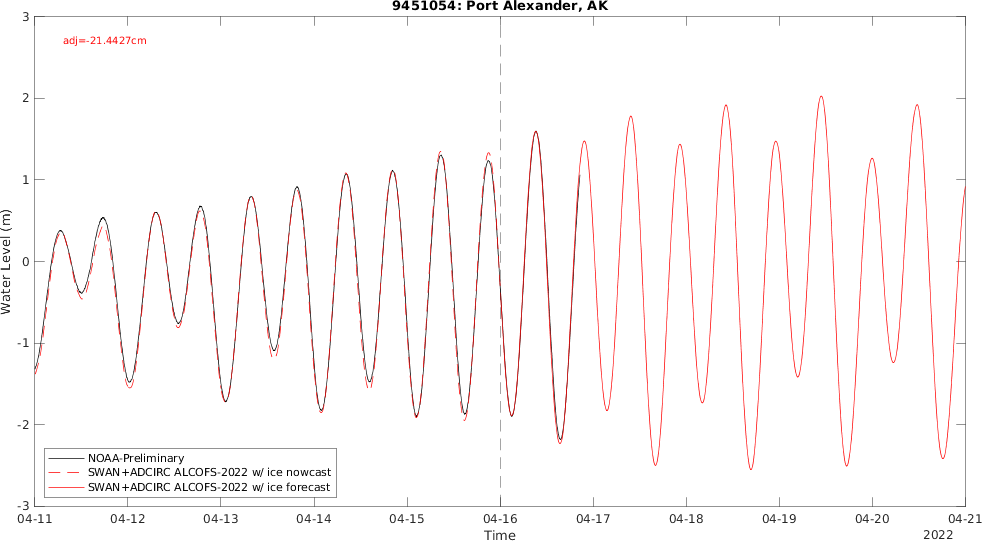 9451054: Port Alexander, AK
adj=-21.4427cm
Water Level (m)
3
2
1
0
-1
-2
-3
NOAA-Preliminary
SWAN+ADCIRC ALCOFS-2022 w/ ice nowcast
SWAN+ADCIRC ALCOFS-2022 w/ ice forecast
04-11 04-12 04-13 04-14 04-15 04-16 04-17 04-18 04-19 04-20 04-21
Time
2022